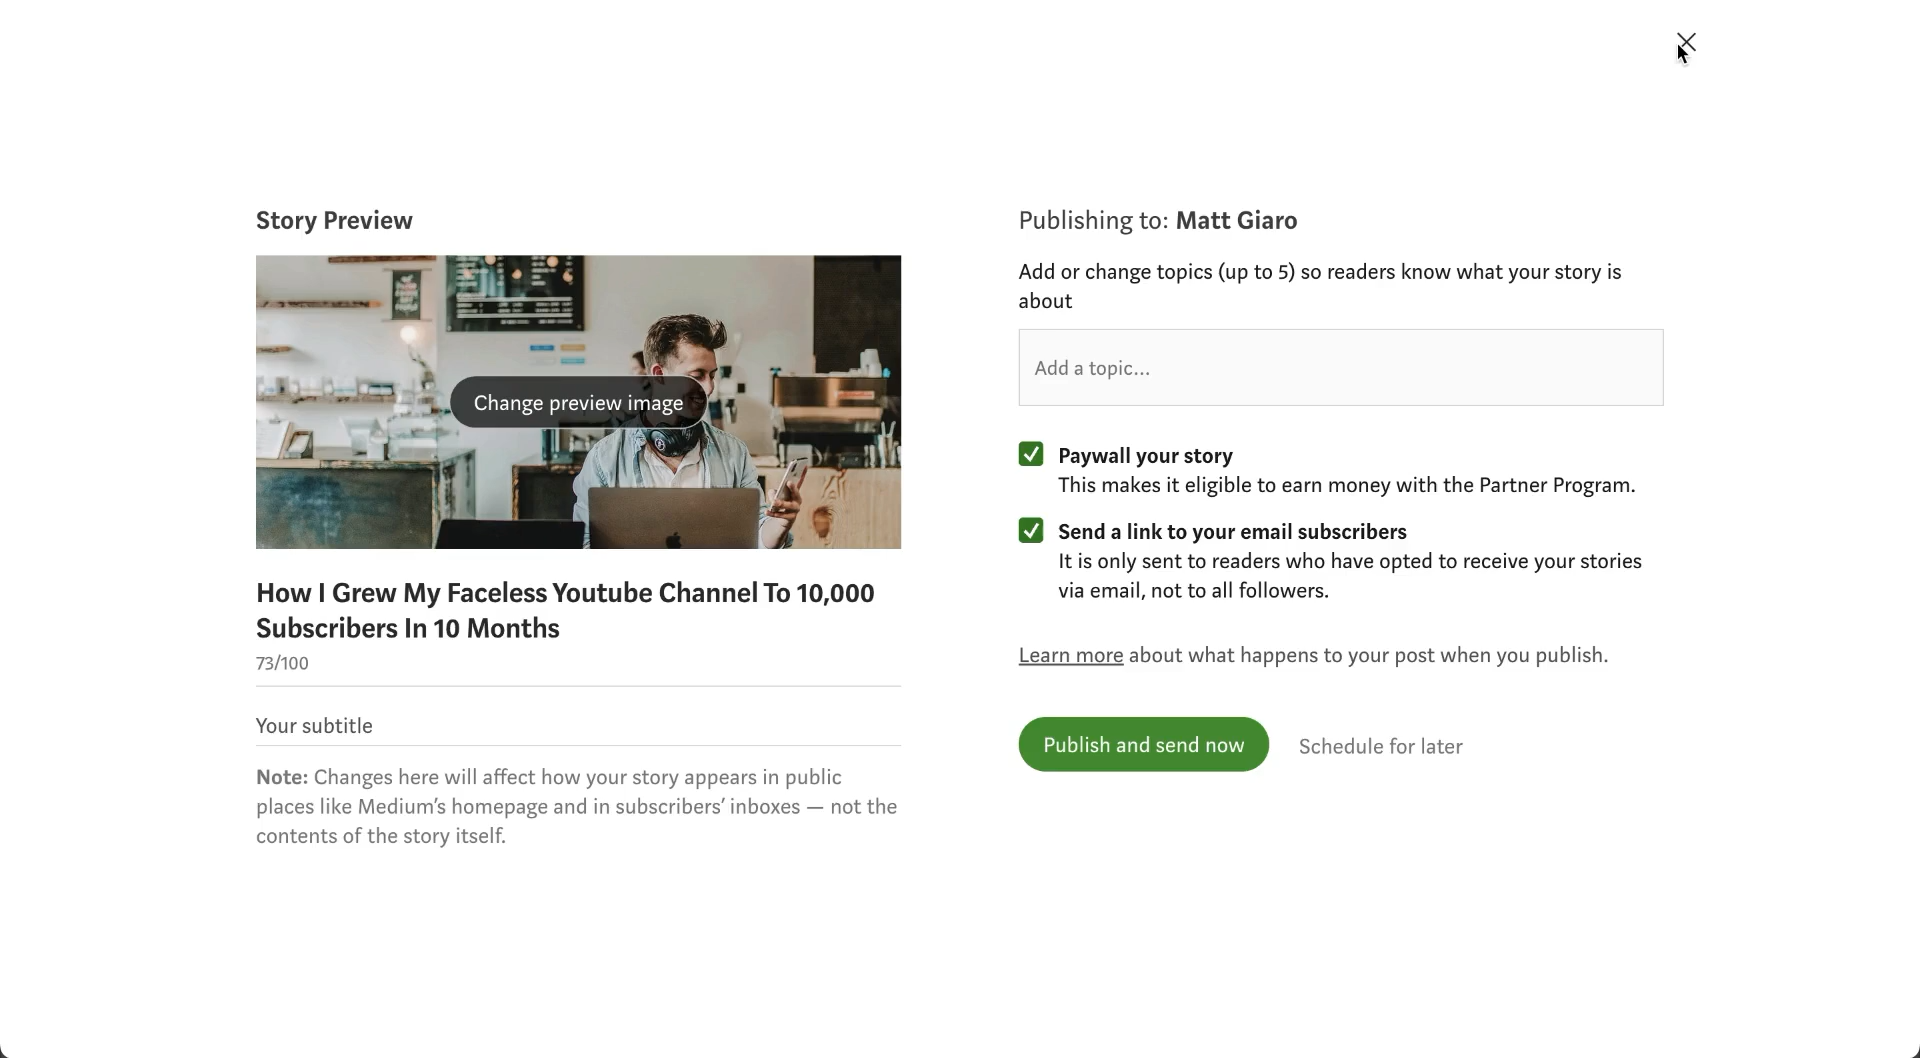 Story Preview
Change preview image
How I Grew My Faceless Youtube Channel To 10,000
Subscribers In 10 Months
73/100
Your subtitle
Note: Changes here will affect how your story appears in public
places like Medium’s homepage and in subscribers’ inboxes — not the
contents of the story itself.
Publishing to: Matt Giaro
Add or change topics (up to 5) so readers know what your story is
about
Add a topic...
Paywall your story
This makes it eligible to earn money with the Partner Program.
Send a link to your email subscribers
It is only sent to readers who have opted to receive your stories
via email, not to all followers.
Learn more about what happens to your post when you publish.
Publish and send now
Schedule for later